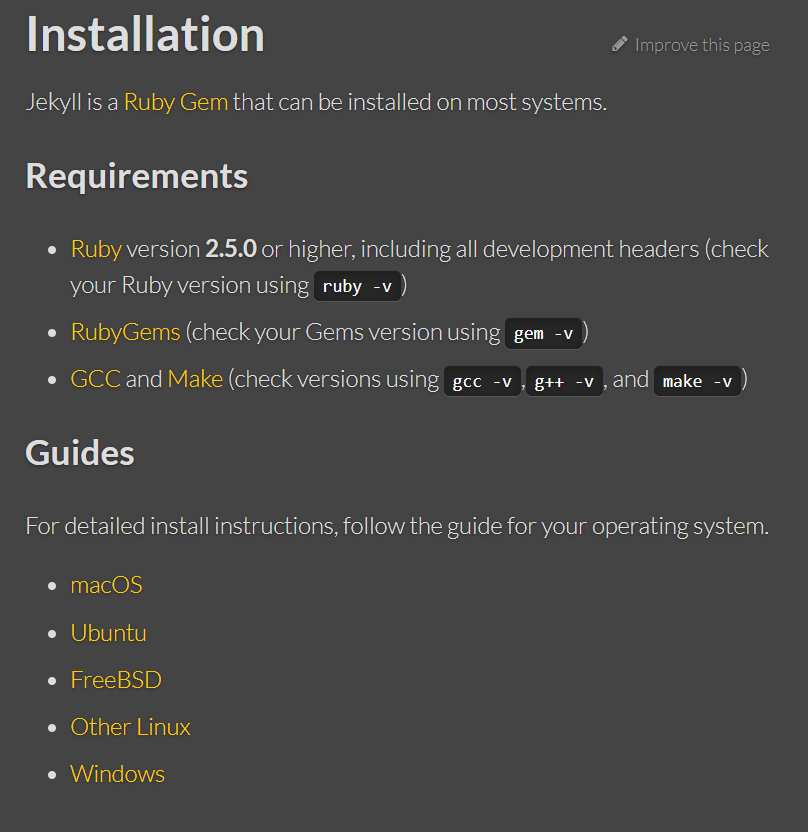 Installation
Improve this page
Jekyll is a Ruby Gem that can be installed on most systems.
Requirements
Ruby version 2.5.0 or higher, including all development headers (check
your Ruby version using ruby -v)
RubyGems (check your Gems version using gem -v)
GCC and Make (check versions using gcc -v, g++ -v, and make -v)
Guides
For detailed install instructions, follow the guide for your operating system.
macOS
Ubuntu
FreeBSD
Other Linux
Windows